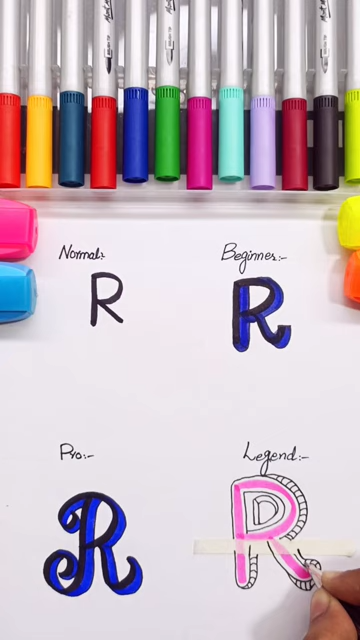 Normal:-
Beginner:-
R
R
Pro:-
Legend:-
R
R